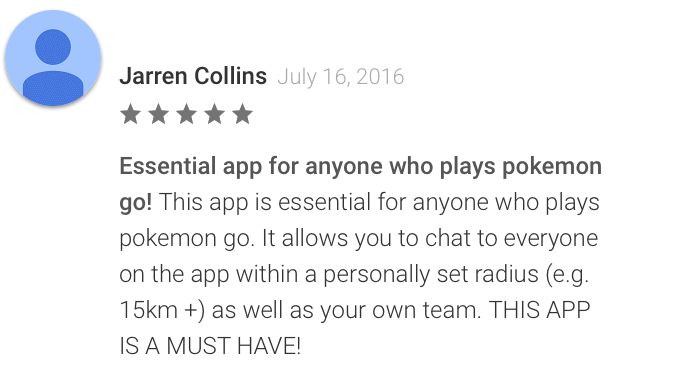 Jarren Collins July 16, 2016
Essential app for anyone who plays pokemon
go! This app is essential for anyone who plays
pokemon go. It allows you to chat to everyone
on the app within a personally set radius (e.g.
15km +) as well as your own team. THIS APP
IS A MUST HAVE!